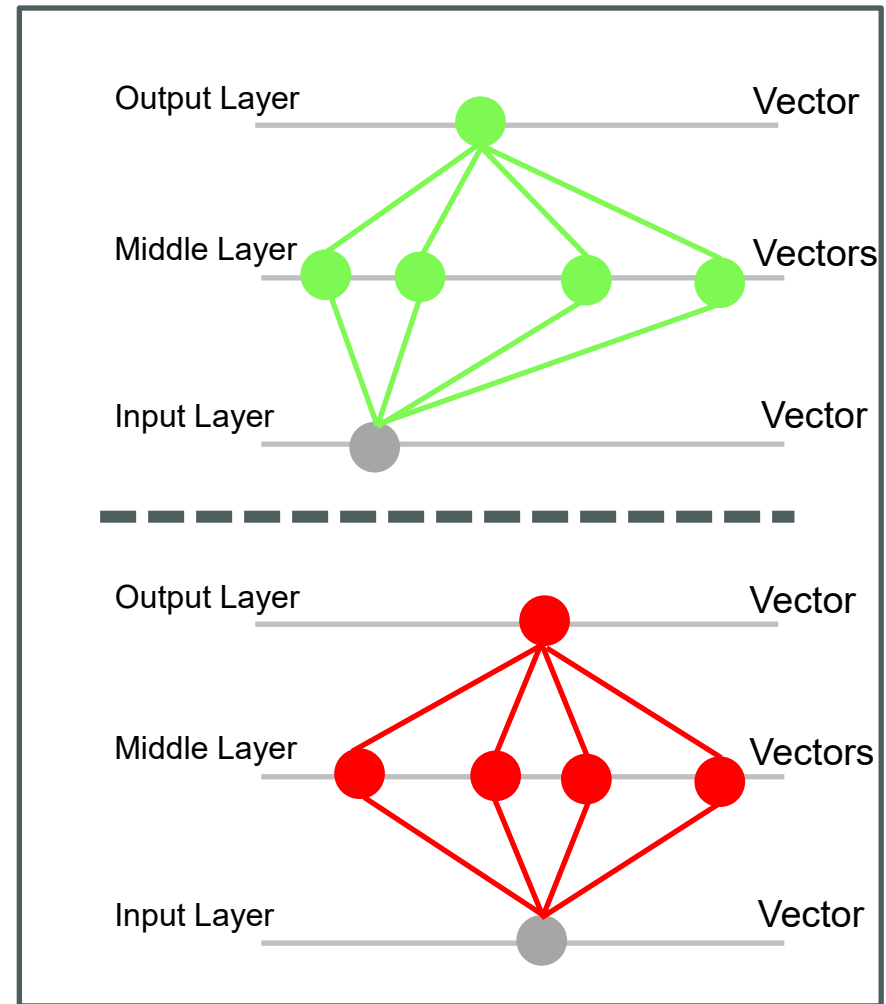 Output Layer Vector
Middle Layer Vectors
Input Layer Vector
Output Layer Vector
Middle Layer Vectors
Input Layer Vector